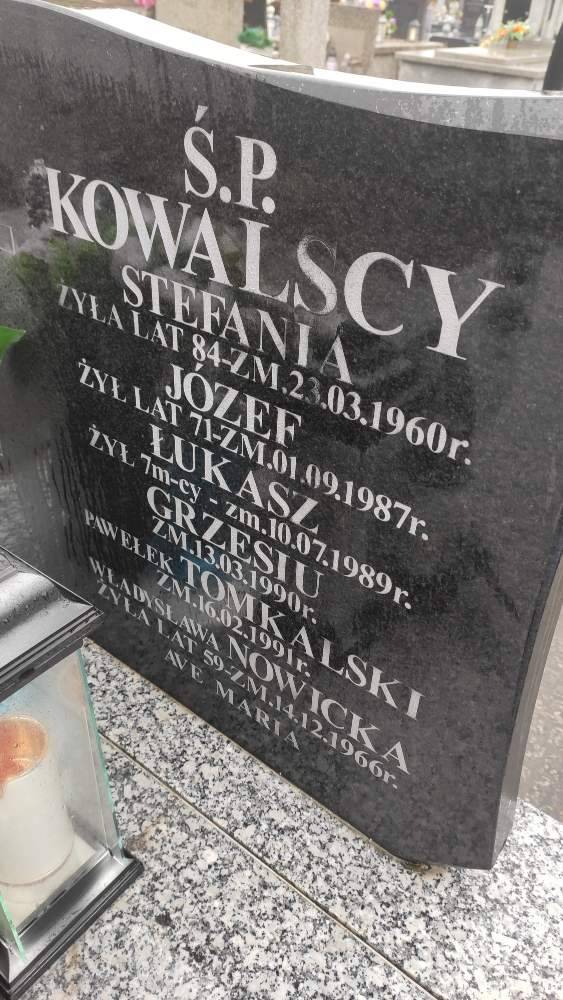 Ś.P.
KOWALSCY
STEFANIA
ŻYŁA LAT 84-ZM.23.03.1960r.
JÓZEF
ŻYŁ LAT 71-ZM.01.09.1987r.
ŁUKASZ
ŻYŁ 7m-cy - zm.10.07.1989r.
GRZESIU
ZM.13.03.1990r.
PAWEŁEK TOMKALSKI
ZM.16.02.1991r.
WŁADYSŁAWA NOWICKA
ŻYŁA LAT 59-ZM.14.12.1966r.
AVE MARIA